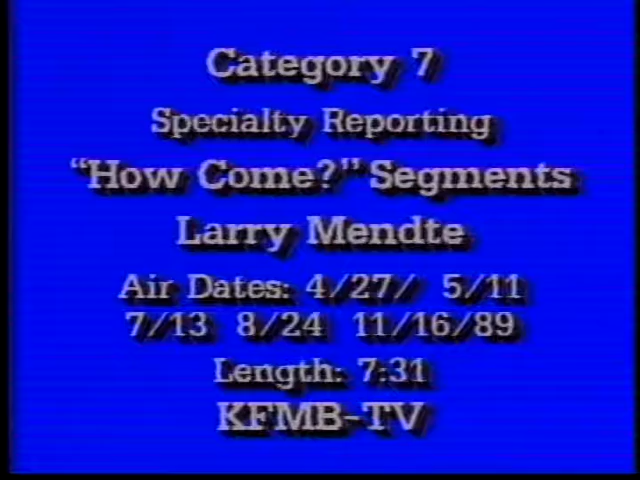 Category 7
Specialty Reporting
“How Come?” Segments
Larry Mendte
Air Dates: 4/27/ 5/11
7/13 8/24 11/16/89
Length: 7:31
KFMB-TV